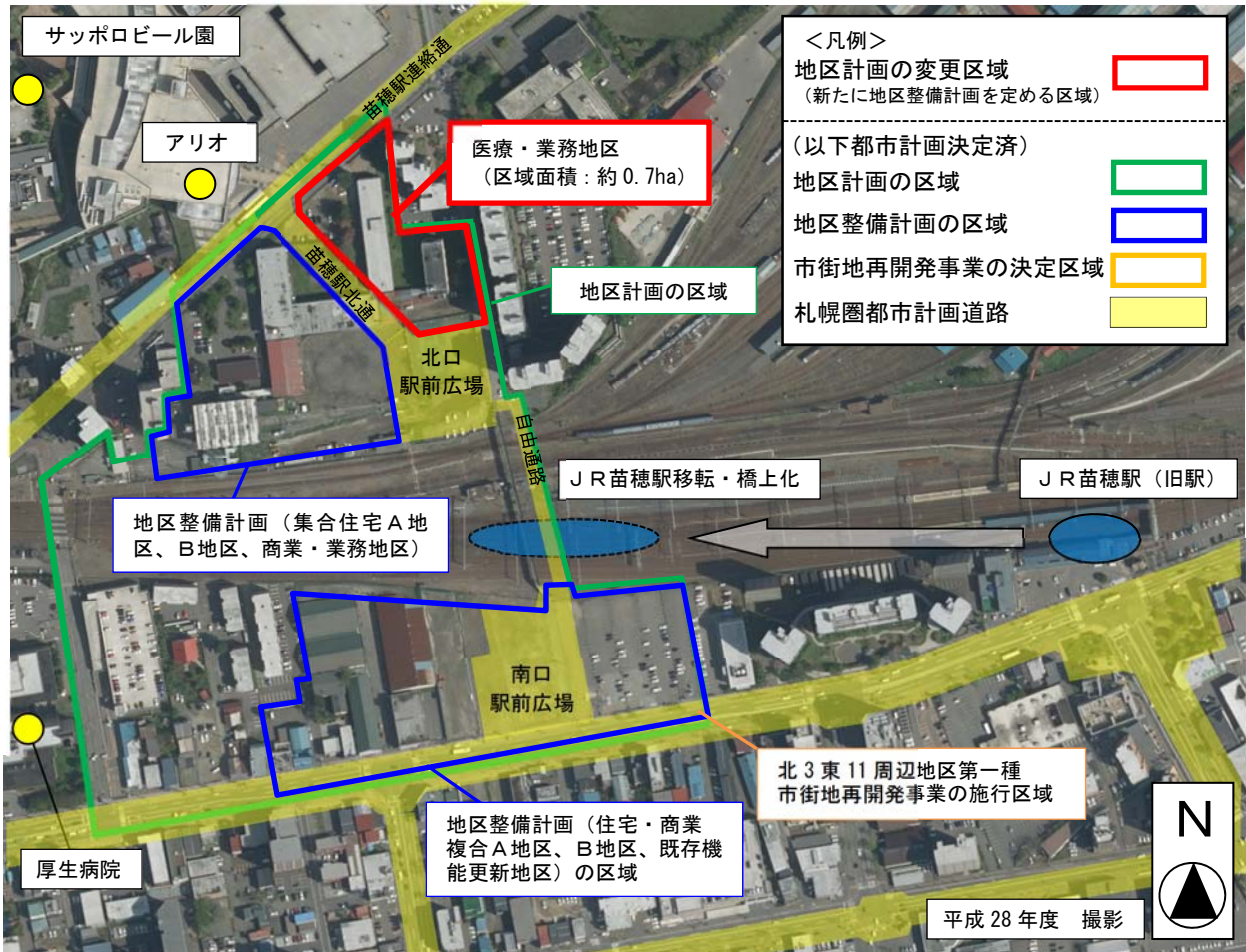 サッポロビール園
アリオ
苗穂駅連絡通
医療・業務地区
（区域面積：約 0.7ha）
＜凡例＞
地区計画の変更区域
（新たに地区整備計画を定める区域）
（以下都市計画決定済）
地区計画の区域
地区整備計画の区域
市街地再開発事業の決定区域
札幌圏都市計画道路
苗穂駅北通
地区計画の区域
北口
駅前広場
自由通路
ＪＲ苗穂駅移転・橋上化
ＪＲ苗穂駅（旧駅）
地区整備計画（集合住宅Ａ地
区、Ｂ地区、商業・業務地区）
南口
駅前広場
北３東 11 周辺地区第一種
市街地再開発事業の施行区域
地区整備計画（住宅・商業
複合Ａ地区、Ｂ地区、既存機
能更新地区）の区域
厚生病院
N
平成 28 年度　撮影